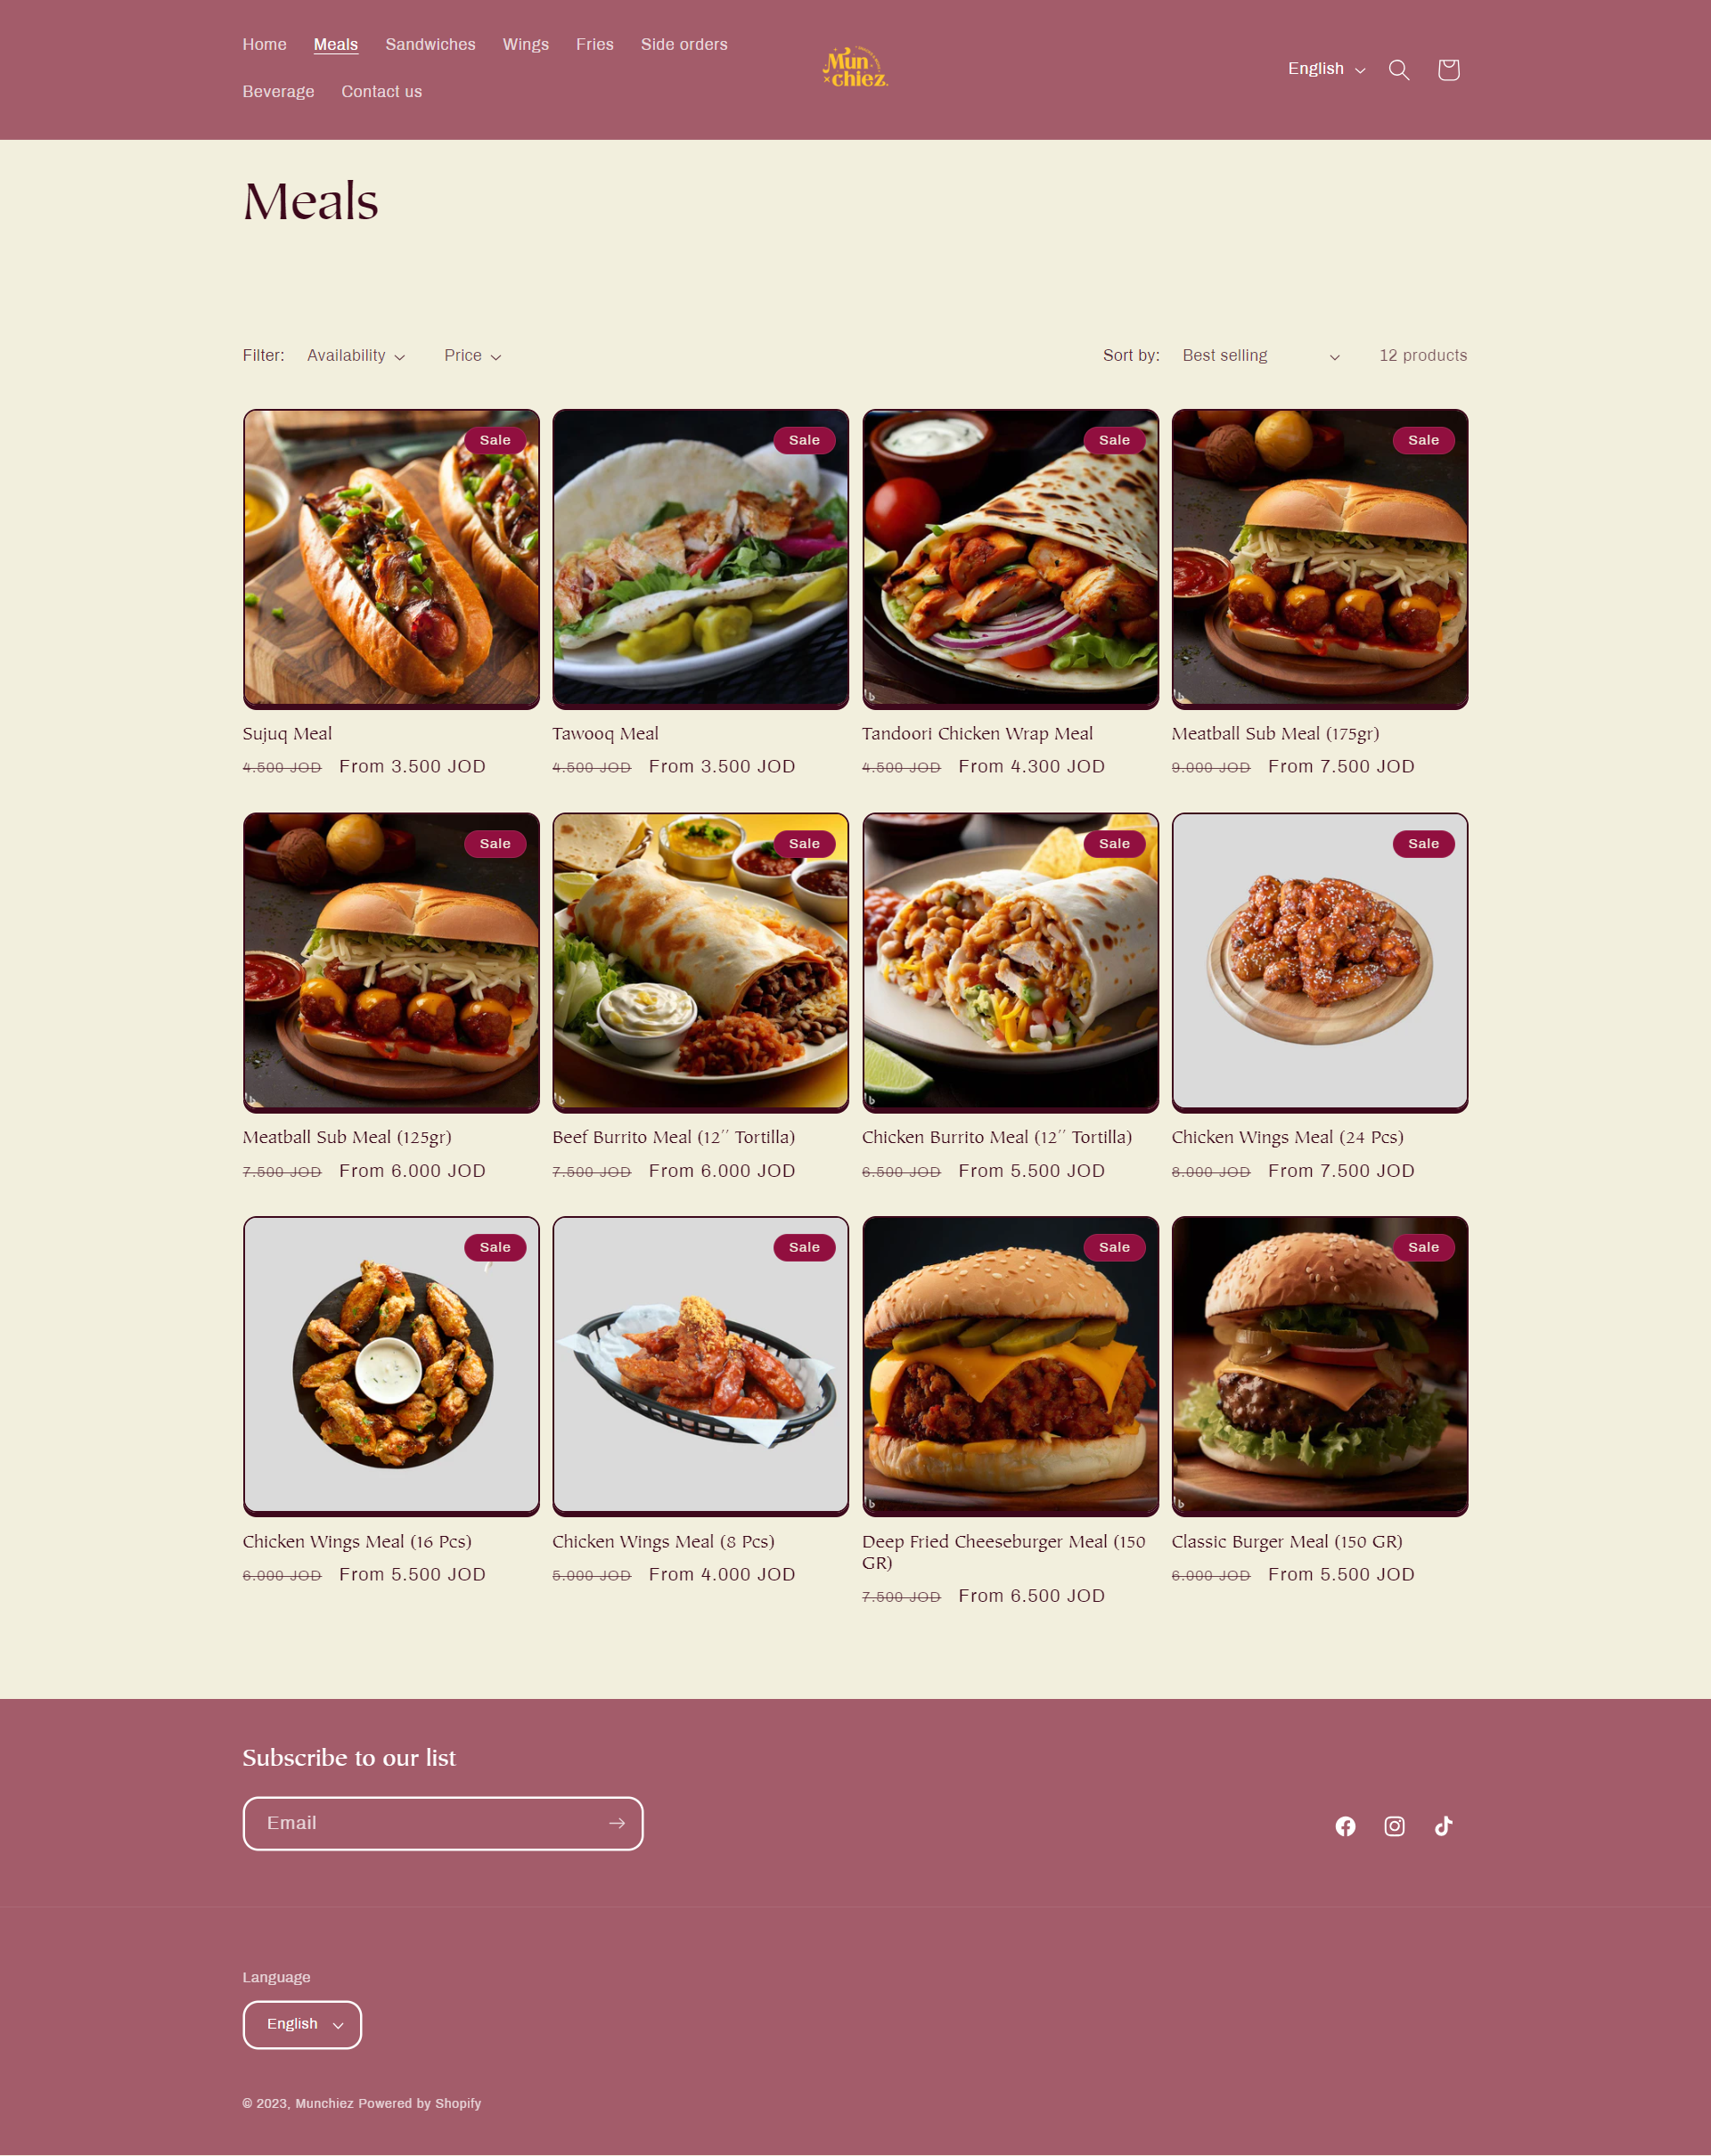 Home Meals Sandwiches Wings Fries Side orders
Beverage Contact us
Mun
chiez.
English
Meals
Filter: Availability Price
Sort by: Best selling 12 products
Sale Sale Sale Sale
Sujuq Meal
4.500 JOD From 3.500 JOD
Tawooq Meal
4.500 JOD From 3.500 JOD
Tandoori Chicken Wrap Meal
4.500 JOD From 4.300 JOD
Meatball Sub Meal (175gr)
9.000 JOD From 7.500 JOD
Sale Sale Sale Sale
Meatball Sub Meal (125gr)
7.500 JOD From 6.000 JOD
Beef Burrito Meal (12´´ Tortilla)
7.500 JOD From 6.000 JOD
Chicken Burrito Meal (12´´ Tortilla)
6.500 JOD From 5.500 JOD
Chicken Wings Meal (24 Pcs)
8.000 JOD From 7.500 JOD
Sale Sale Sale Sale
Chicken Wings Meal (16 Pcs)
6.000 JOD From 5.500 JOD
Chicken Wings Meal (8 Pcs)
5.000 JOD From 4.000 JOD
Deep Fried Cheeseburger Meal (150
GR)
7.500 JOD From 6.500 JOD
Classic Burger Meal (150 GR)
6.000 JOD From 5.500 JOD
Subscribe to our list
Email
Language
English
© 2023, Munchiez Powered by Shopify